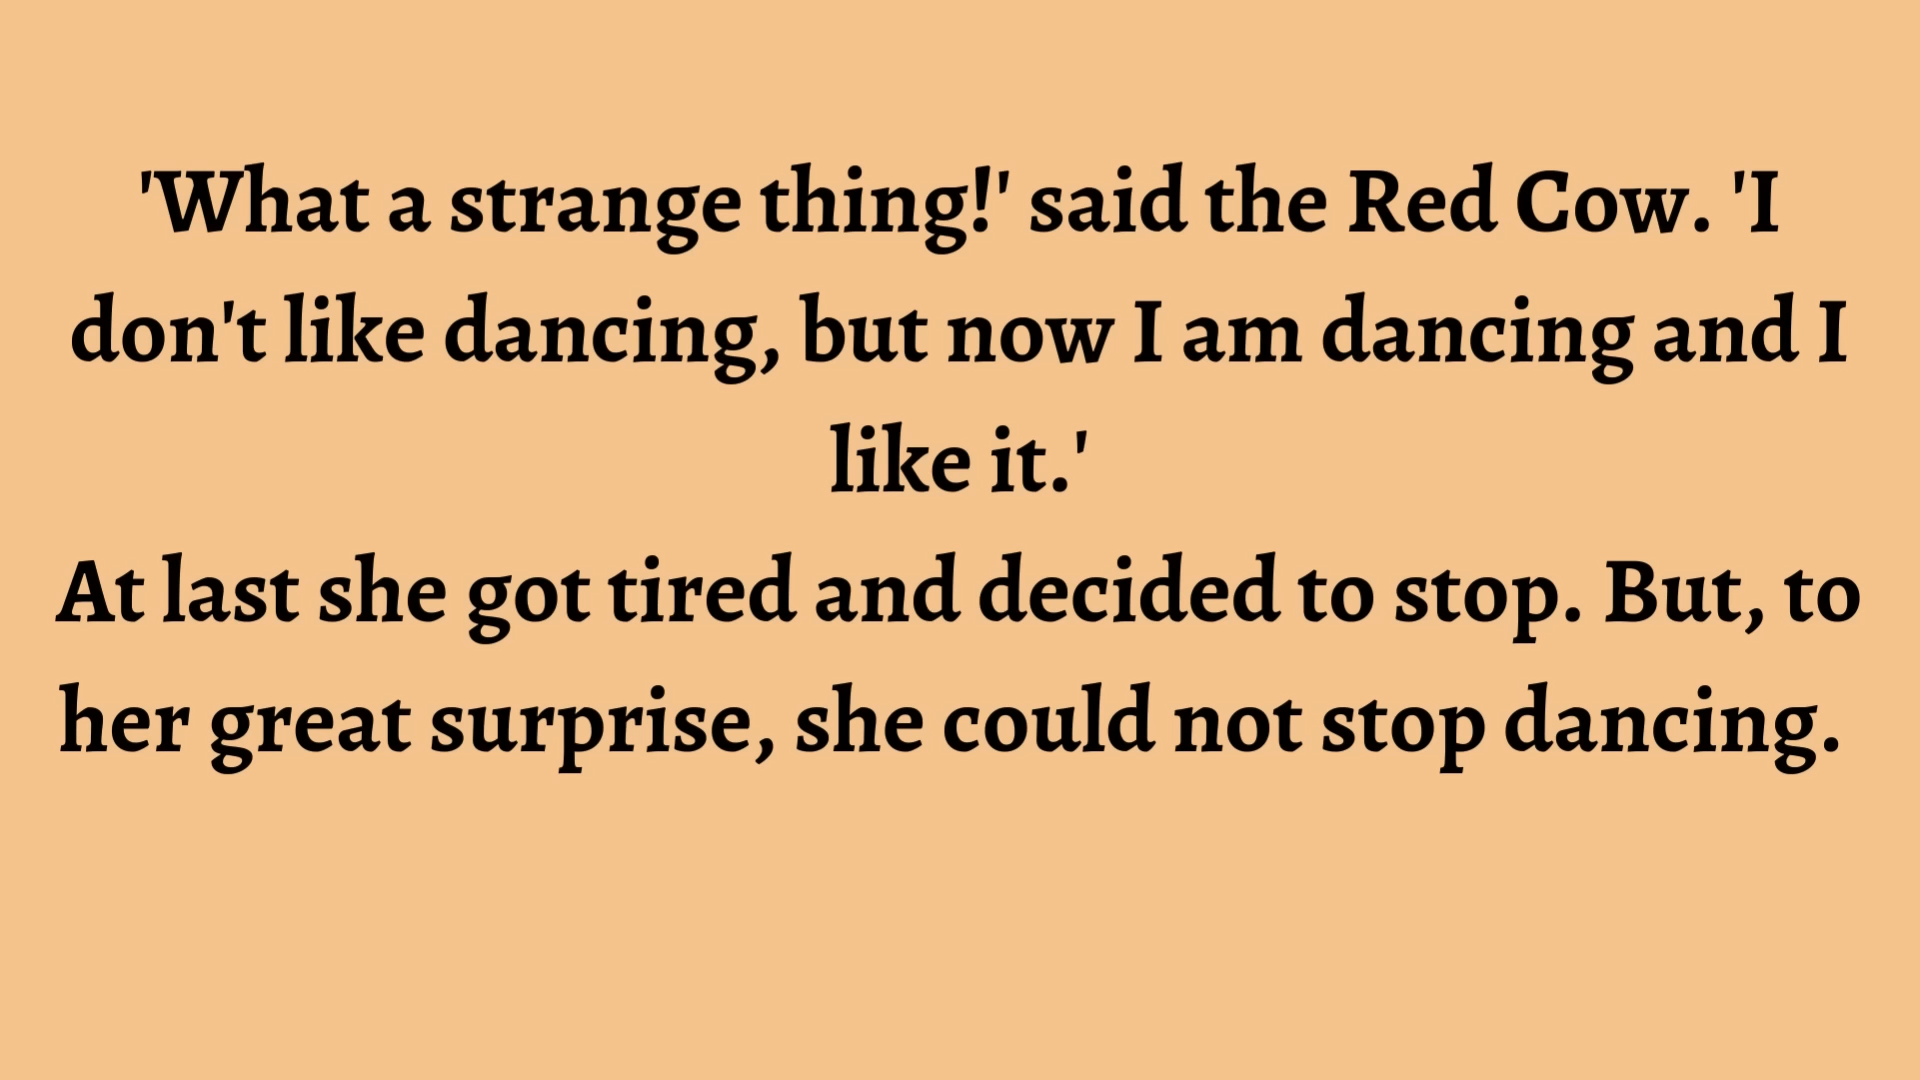 'What a strange thing!' said the Red Cow. 'I
don't like dancing, but now I am dancing and I
like it.'
At last she got tired and decided to stop. But, to
her great surprise, she could not stop dancing.